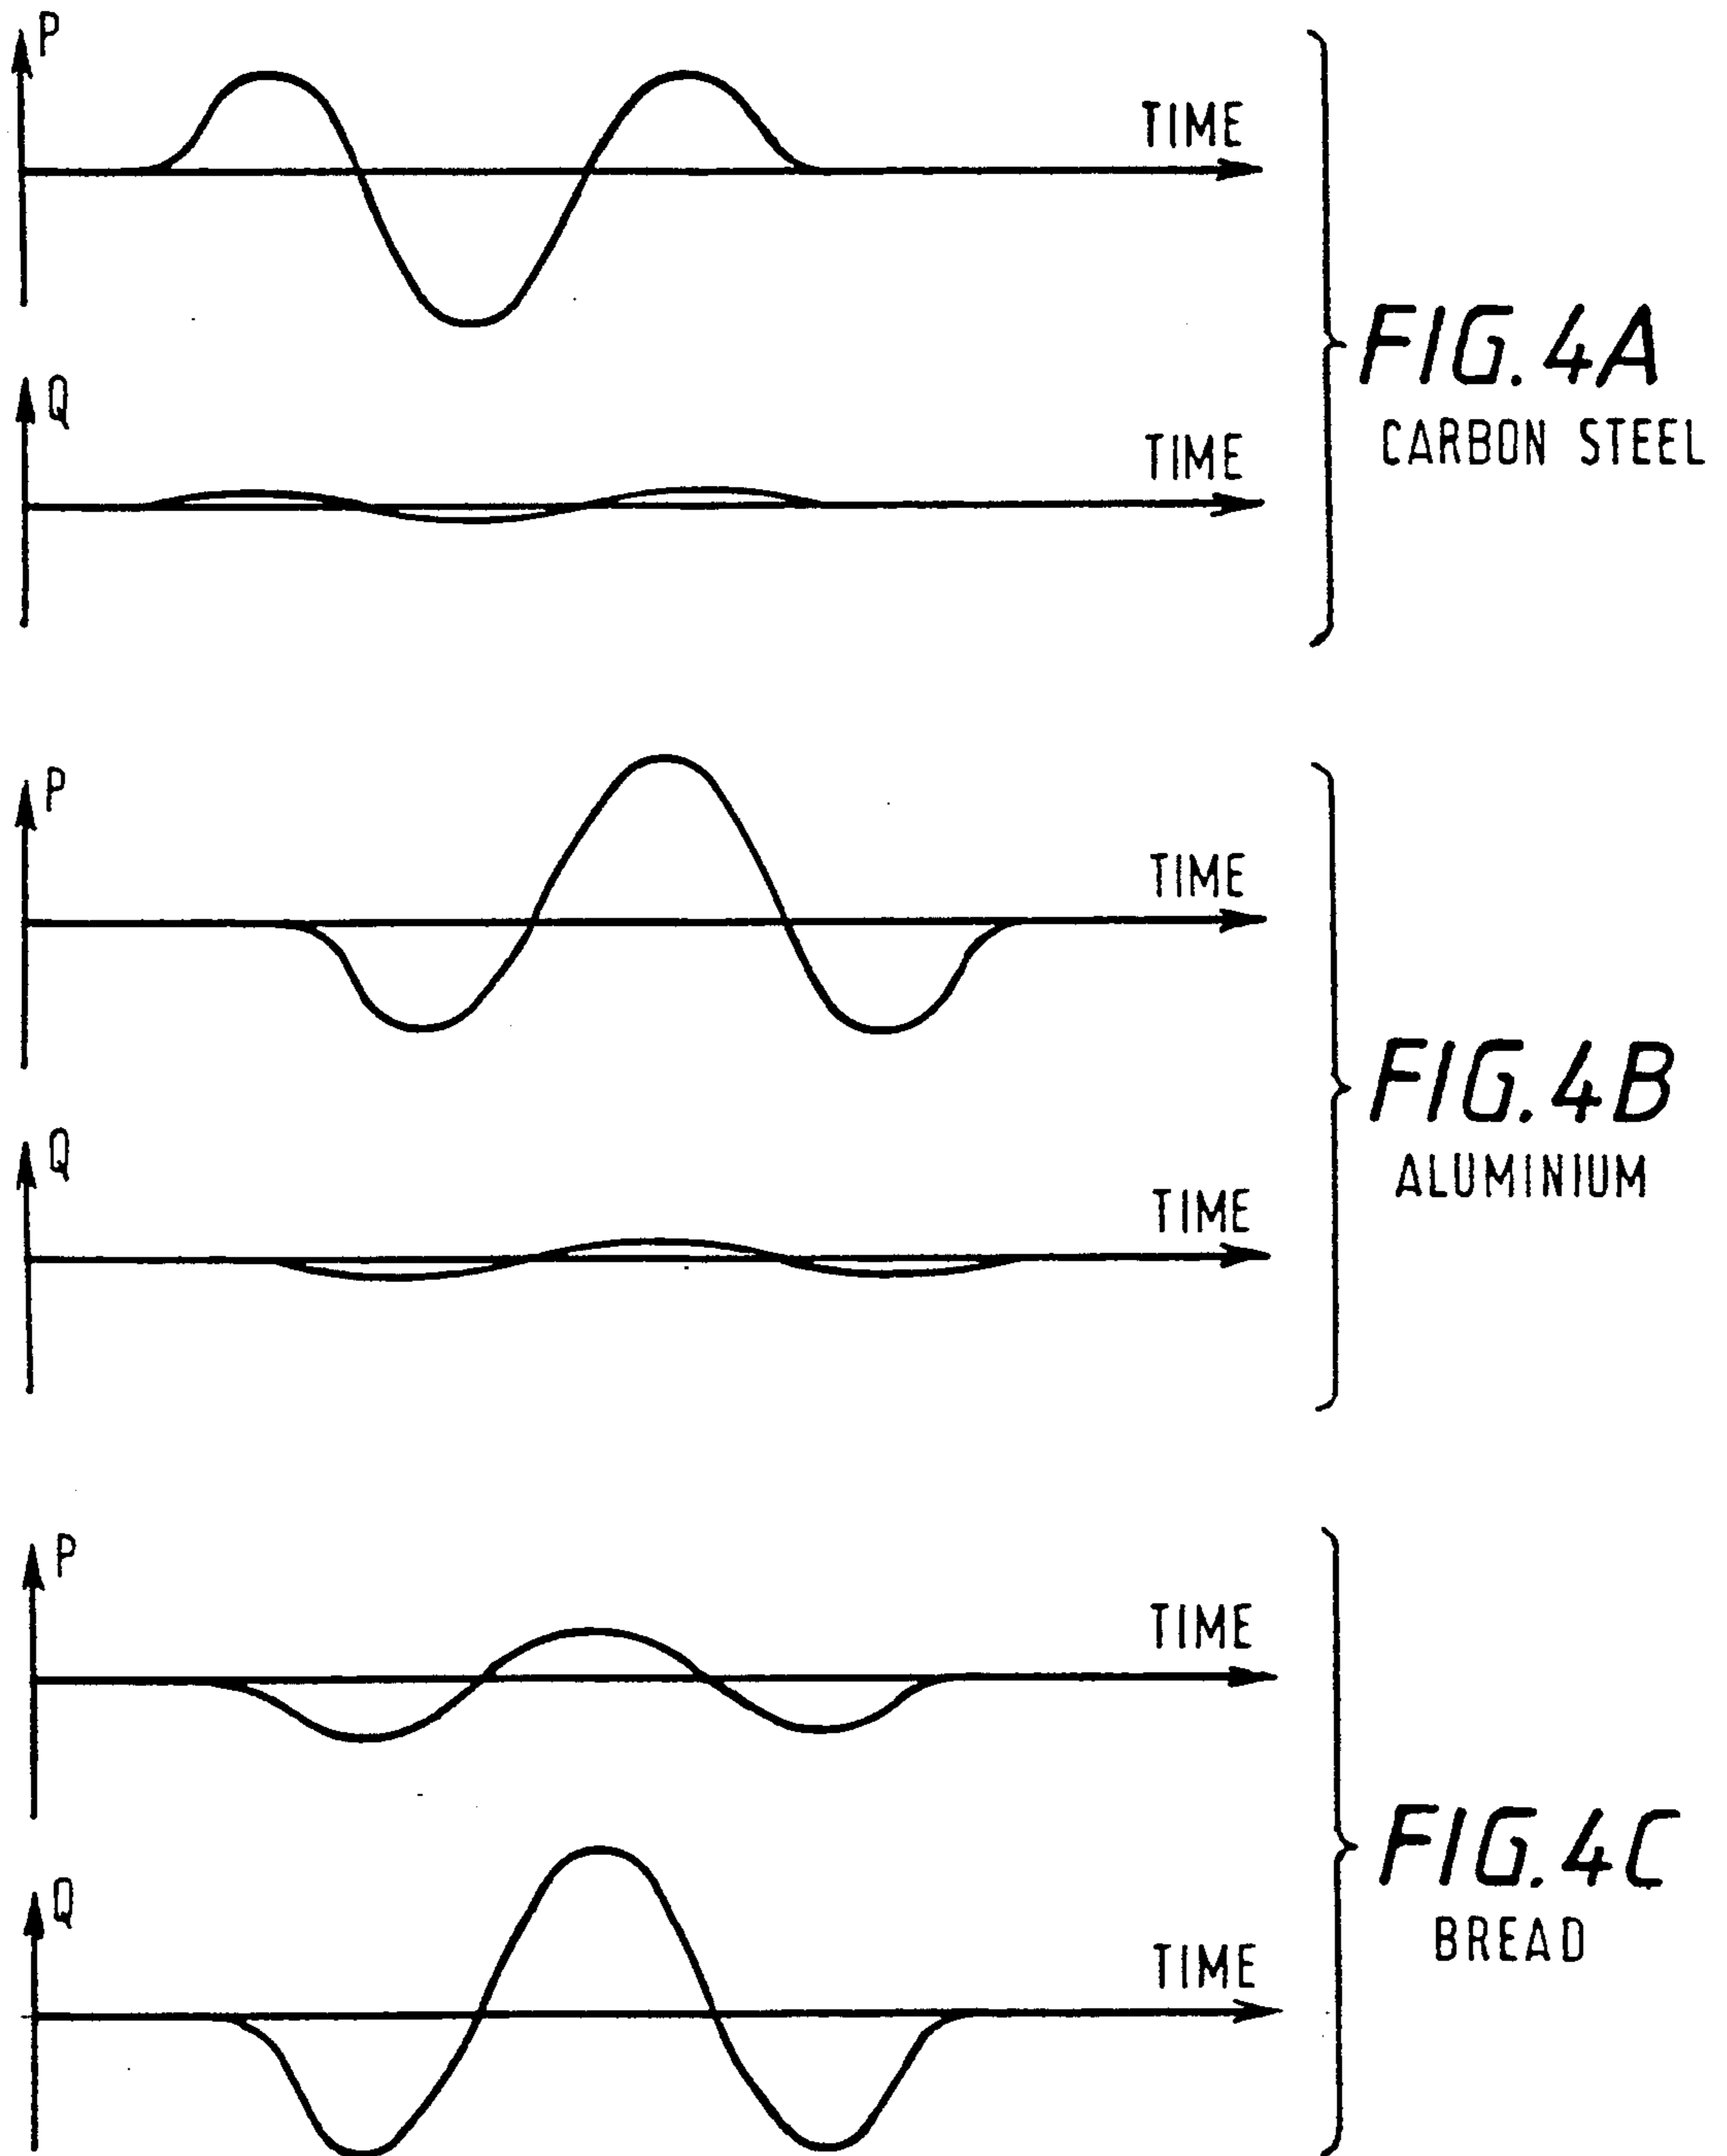 P
TIME
Q
TIME
FIG. 4A
CARBON STEEL
P
TIME
Q
TIME
FIG. 4B
ALUMINIUM
P
TIME
Q
TIME
FIG. 4C
BREAD